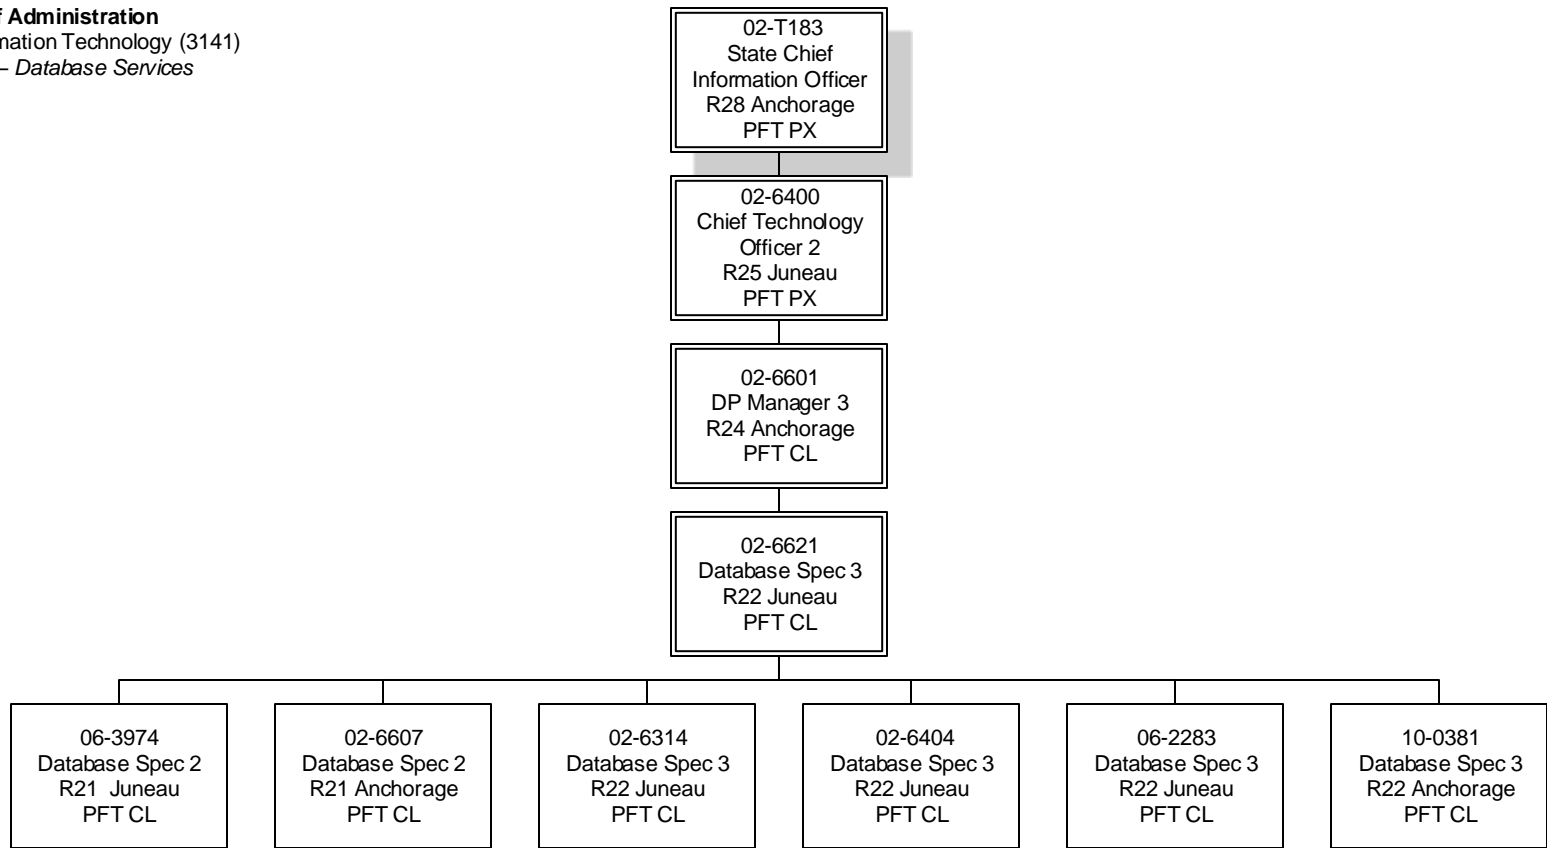 f Administration
mation Technology (3141)
– Database Services
02-T183
State Chief
Information Officer
R28 Anchorage
PFT PX
02-6400
Chief Technology
Officer 2
R25 Juneau
PFT PX
02-6601
DP Manager 3
R24 Anchorage
PFT CL
02-6621
Database Spec 3
R22 Juneau
PFT CL
06-3974
Database Spec 2
R21 Juneau
PFT CL
02-6607
Database Spec 2
R21 Anchorage
PFT CL
02-6314
Database Spec 3
R22 Juneau
PFT CL
02-6404
Database Spec 3
R22 Juneau
PFT CL
06-2283
Database Spec 3
R22 Juneau
PFT CL
10-0381
Database Spec 3
R22 Anchorage
PFT CL